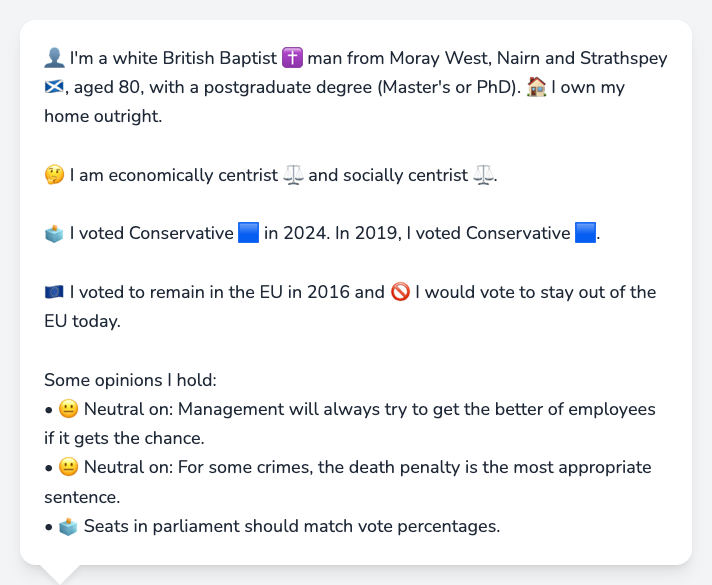 👤 I'm a white British Baptist ✝️ man from Moray West, Nairn and Strathspey
🏴󠁧󠁢󠁳󠁣󠁴󠁿, aged 80, with a postgraduate degree (Master's or PhD). 🏠 I own my
home outright.
🤔 I am economically centrist ⚖️ and socially centrist ⚖️.
🗳️ I voted Conservative 🟦 in 2024. In 2019, I voted Conservative 🟦.
🇪🇺 I voted to remain in the EU in 2016 and 🚫 I would vote to stay out of the
EU today.
Some opinions I hold:
• 😐 Neutral on: Management will always try to get the better of employees
if it gets the chance.
• 😐 Neutral on: For some crimes, the death penalty is the most appropriate
sentence.
• 🗳️ Seats in parliament should match vote percentages.